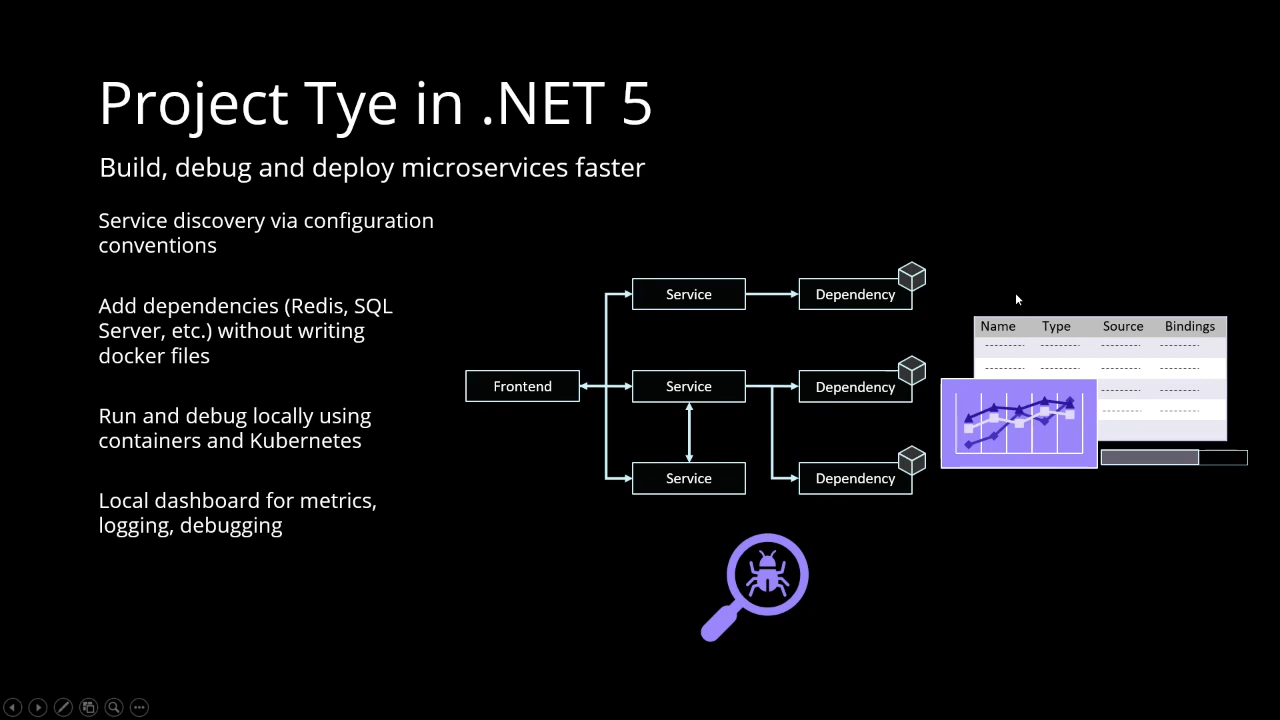 Project Tye in .NET 5
Build, debug and deploy microservices faster
Service discovery via configuration
conventions
Add dependencies (Redis, SQL
Server, etc.) without writing
docker files
Run and debug locally using
containers and Kubernetes
Local dashboard for metrics,
logging, debugging
Service
Dependency
Frontend
Service
Dependency
Service
Dependency
Name Type Source Bindings